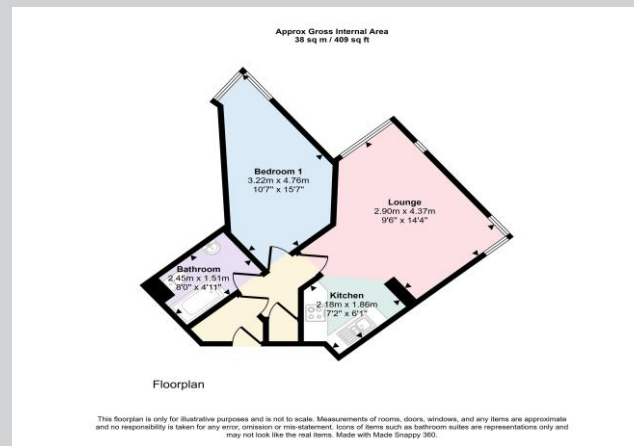 Approx Gross Internal Area
38 sq m / 409 sq ft
Bedroom 1
3.22m x 4.76m
10'7" x 15'7"
Lounge
2.90m x 4.37m
9'6" x 14'4"
Bathroom
2.45m x 1.51m
8'0" x 4'11"
Kitchen
2.18m x 1.86m
7'2" x 6'1"
Floorplan
This floorplan is only for illustrative purposes and is not to scale. Measurements of rooms, doors, windows, and any items are approximate
and no responsibility is taken for any error, omission or mis-statement. Icons of items such as bathroom suites are representations only and
may not look like the real items. Made with Made Snappy 360.